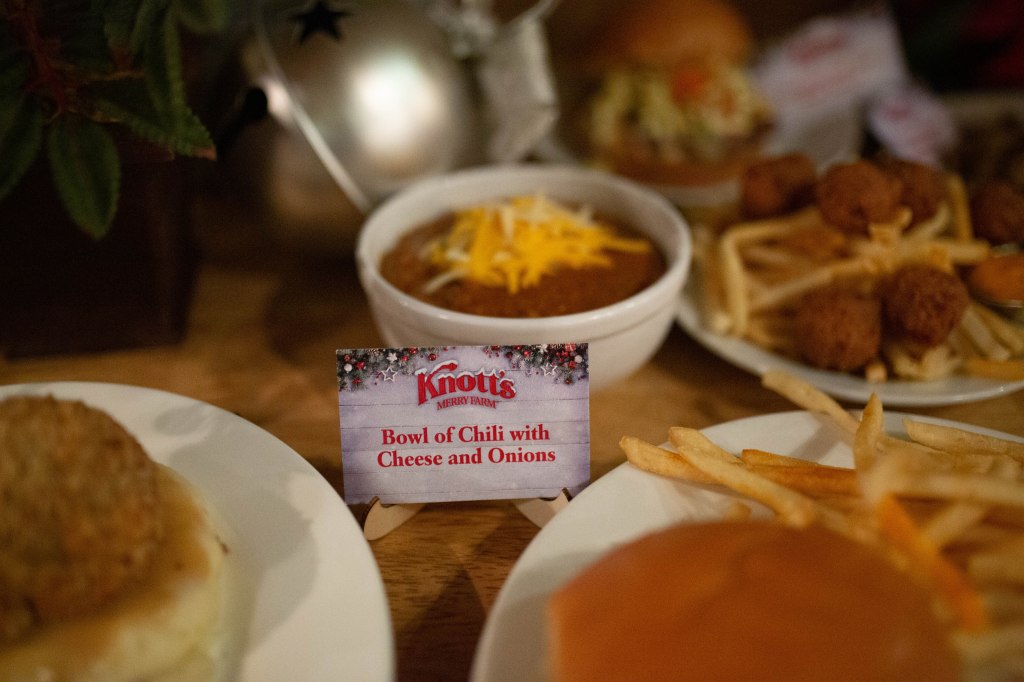 Knott's
MERRY FARM
Bowl of Chili with
Cheese and Onions